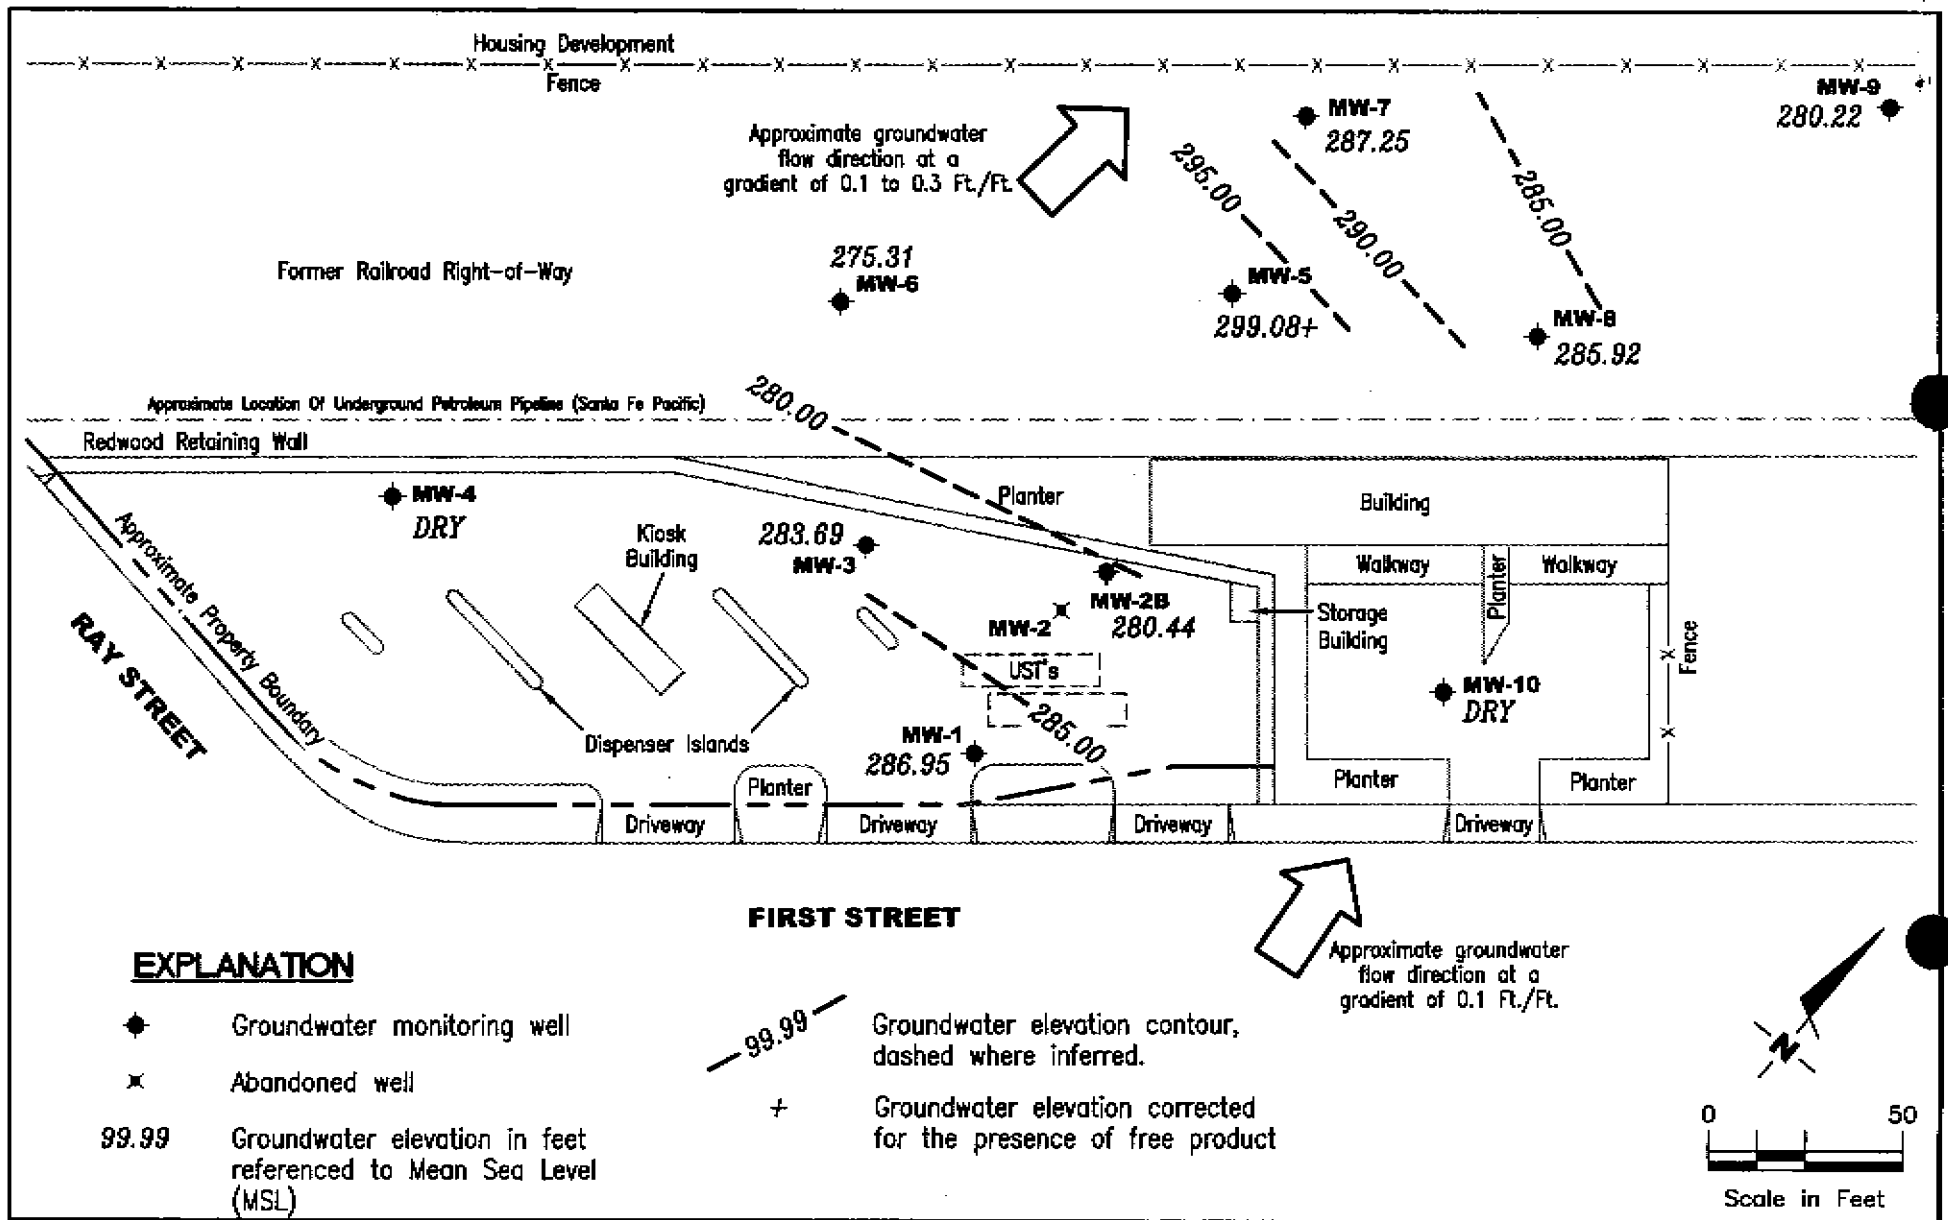 Housing Development
Fence
MW-9
280.22
MW-7
287.25
Approximate groundwater
flow direction at a
gradient of 0.1 to 0.3 Ft./Ft.
295.00
290.00
285.00
Former Railroad Right-of-Way
275.31
MW-6
MW-5
299.08+
MW-8
285.92
280.00
Approximate Location Of Underground Petroleum Pipeline (Santa Fe Pacific)
Redwood Retaining Wall
MW-4
DRY
Planter
Building
Kiosk
Building
283.69
MW-3
Walkway
Planter
Walkway
MW-2B
280.44
MW-2
Storage
Building
Fence
UST's
MW-10
DRY
Approximate Property Boundary
RAY STREET
285.00
Dispenser Islands
MW-1
286.95
Planter
Planter
Planter
Driveway
Driveway
Driveway
Driveway
FIRST STREET
Approximate groundwater
flow direction at a
gradient of 0.1 Ft./Ft.
EXPLANATION
Groundwater monitoring well
Abandoned well
99.99
Groundwater elevation in feet
referenced to Mean Sea Level
(MSL)
99.99
Groundwater elevation contour,
dashed where inferred.
+
Groundwater elevation corrected
for the presence of free product
N
0 50
Scale in Feet